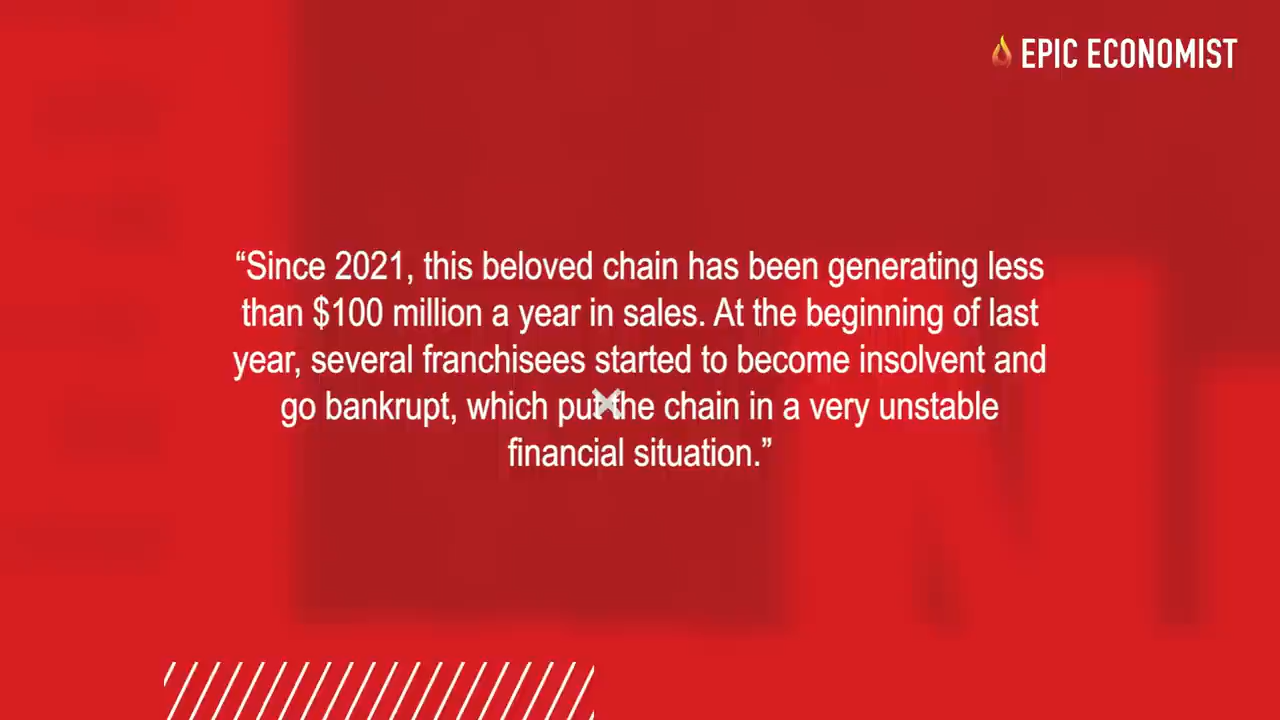 EPIC ECONOMIST
“Since 2021, this beloved chain has been generating less
than $100 million a year in sales. At the beginning of last
year, several franchisees started to become insolvent and
go bankrupt, which put the chain in a very unstable
financial situation.”